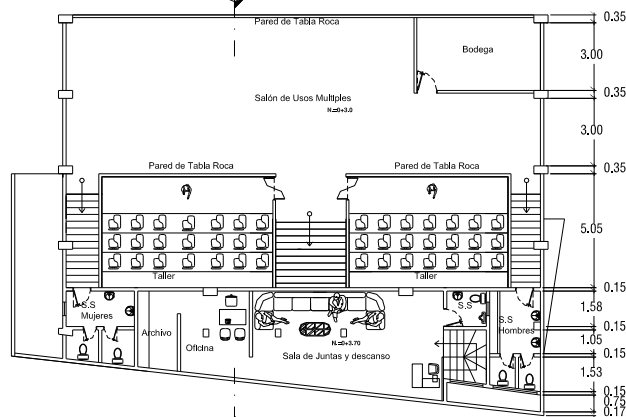 Pared de Tabla Roca
Bodega
Salón de Usos Multiples
N.=0+3.0
Pared de Tabla Roca
Pared de Tabla Roca
Taller
Taller
S.S
Mujeres
Archivo
Oficina
N.=0+3.70
Sala de Juntas y descanso
S.S
S.S
Hombres
0.35
3.00
0.35
3.00
0.35
5.05
0.15
1.58
0.15
1.05
0.15
1.53
0.15
0.75
0.17